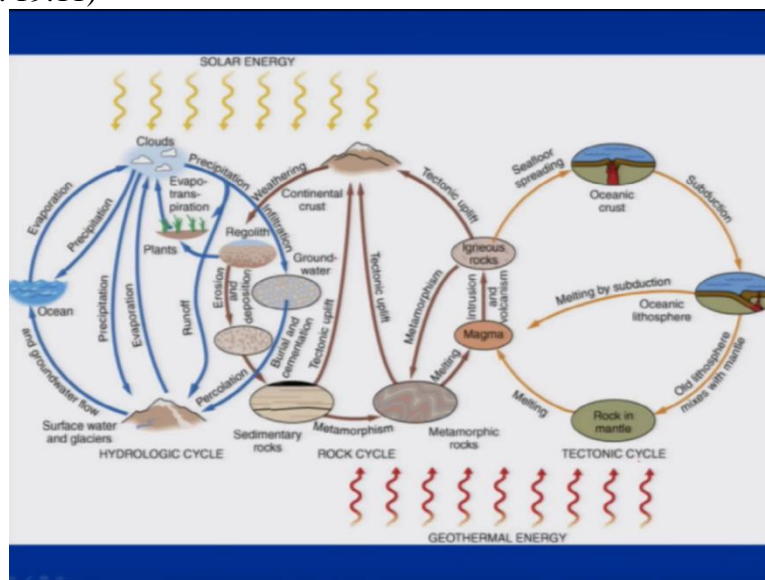 19.11)
SOLAR ENERGY
Clouds
Precipitation
Evaporation
Precipitation
Evapo-
trans-
piration
Plants
Weathering
Infiltration
Regolith
Continental
crust
Tectonic uplift
Seafloor
spreading
Oceanic
crust
Subduction
Ground-
water
Igneous
rocks
Ocean
Precipitation
Evaporation
Runoff
Erosion
and
deposition
Burial and
cementation
Tectonic uplift
Tectonic uplift
Metamorphism
Intrusion
and
volcanism
Melting by subduction
Oceanic
lithosphere
Magma
Melting
and groundwater flow
Percolation
Old lithosphere
mixes with mantle
Melting
Rock in
mantle
Surface water
and glaciers
Sedimentary
rocks
Metamorphism
Metamorphic
rocks
HYDROLOGIC CYCLE
ROCK CYCLE
TECTONIC CYCLE
GEOTHERMAL ENERGY